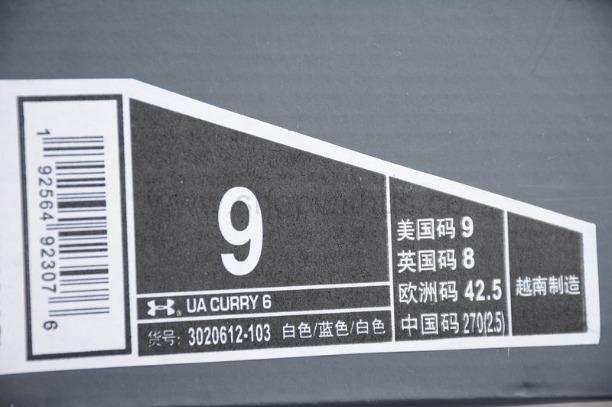 1 92564 92307 6
9
UA CURRY 6
货号: 3020612-103 白色/蓝色/白色
美国码 9
英国码 8
欧洲码 42.5
中国码 270(2.5)
越南制造